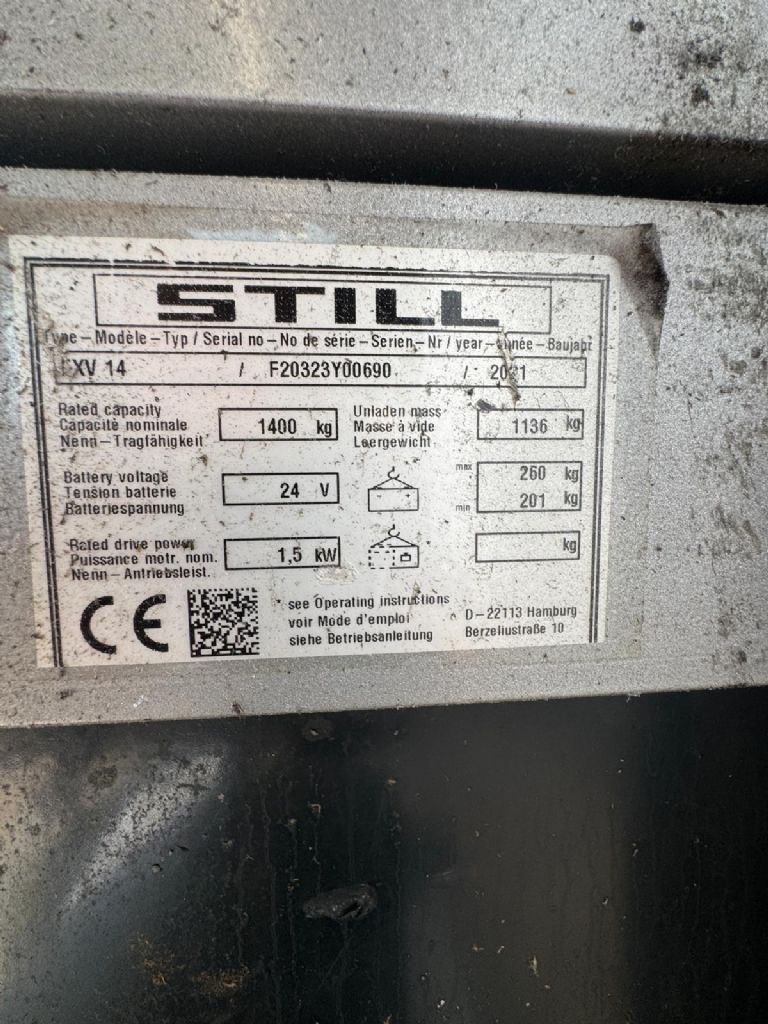 STILL
Type – Modèle – Typ / Serial no – No de série – Serien – Nr / year – année – Baujahr
EXV 14 / F20323Y00690 / 2021
Rated capacity
Capacité nominale
Nenn – Tragfähigkeit
1400 kg
Unladen mass
Masse à vide
Leergewicht
1136 kg
Battery voltage
Tension batterie
Batteriespannung
24 V
max 260 kg
min 201 kg
Rated drive power
Puissance motr. nom.
Nenn – Antriebsleist.
1,5 kW
kg
CE
* see Operating instructions
voir Mode d'emploi
siehe Betriebsanleitung
D – 22113 Hamburg
Berzeliustraße 10